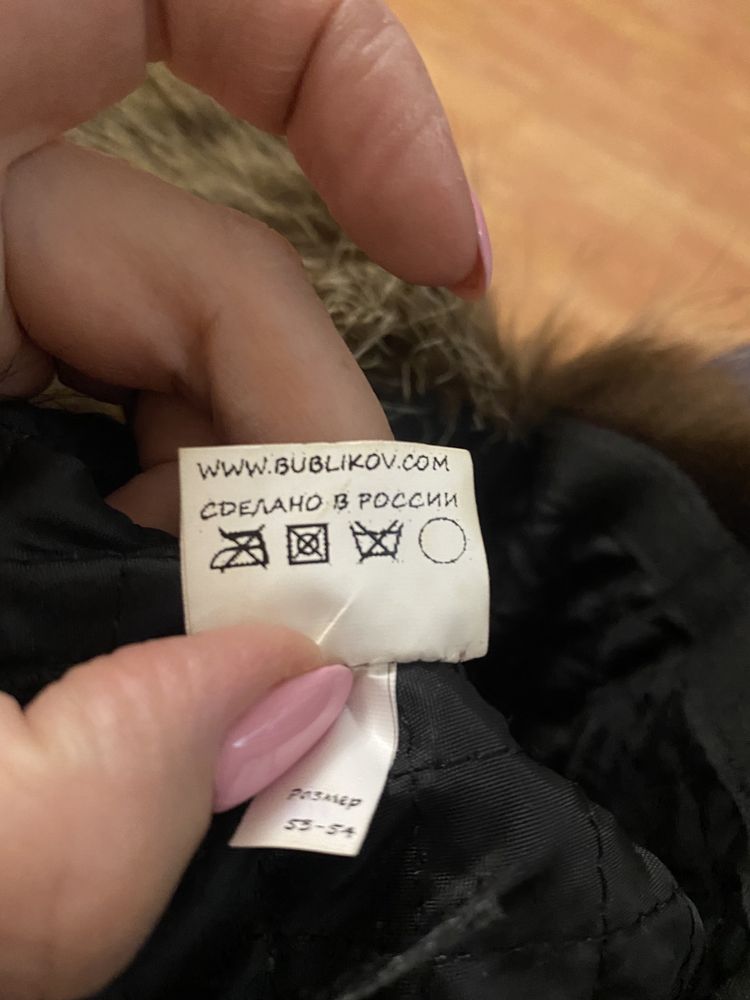 WWW.BUBLIKOV.COM
СДЕЛАНО В РОССИИ
размер
53-54